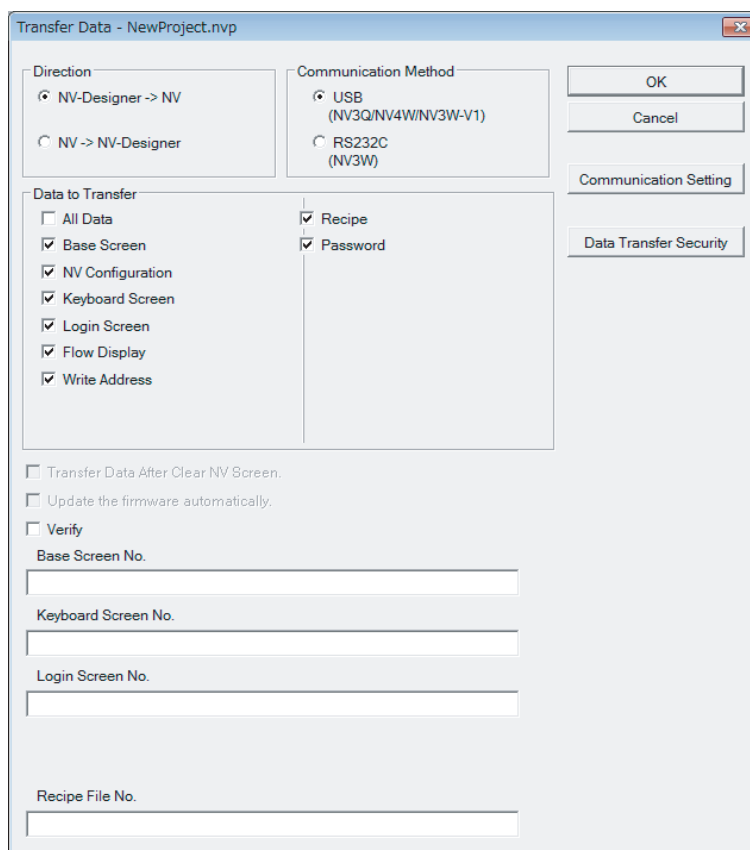 Transfer Data - NewProject.nvp
Direction
NV-Designer -> NV
NV -> NV-Designer
Communication Method
USB
(NV3Q/NV4W/NV3W-V1)
RS232C
(NV3W)
OK
Cancel
Communication Setting
Data Transfer Security
Data to Transfer
All Data
Base Screen
NV Configuration
Keyboard Screen
Login Screen
Flow Display
Write Address
Recipe
Password
Transfer Data After Clear NV Screen.
Update the firmware automatically.
Verify
Base Screen No.
Keyboard Screen No.
Login Screen No.
Recipe File No.